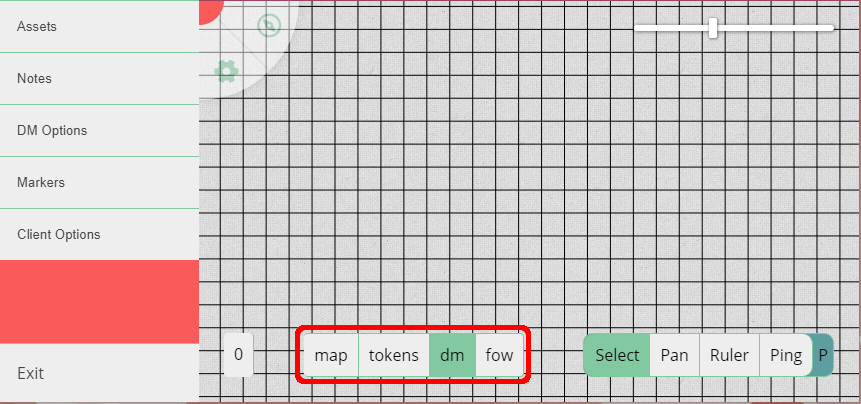 Assets
Notes
DM Options
Markers
Client Options
Exit
0
map tokens dm fow
Select Pan Ruler Ping P